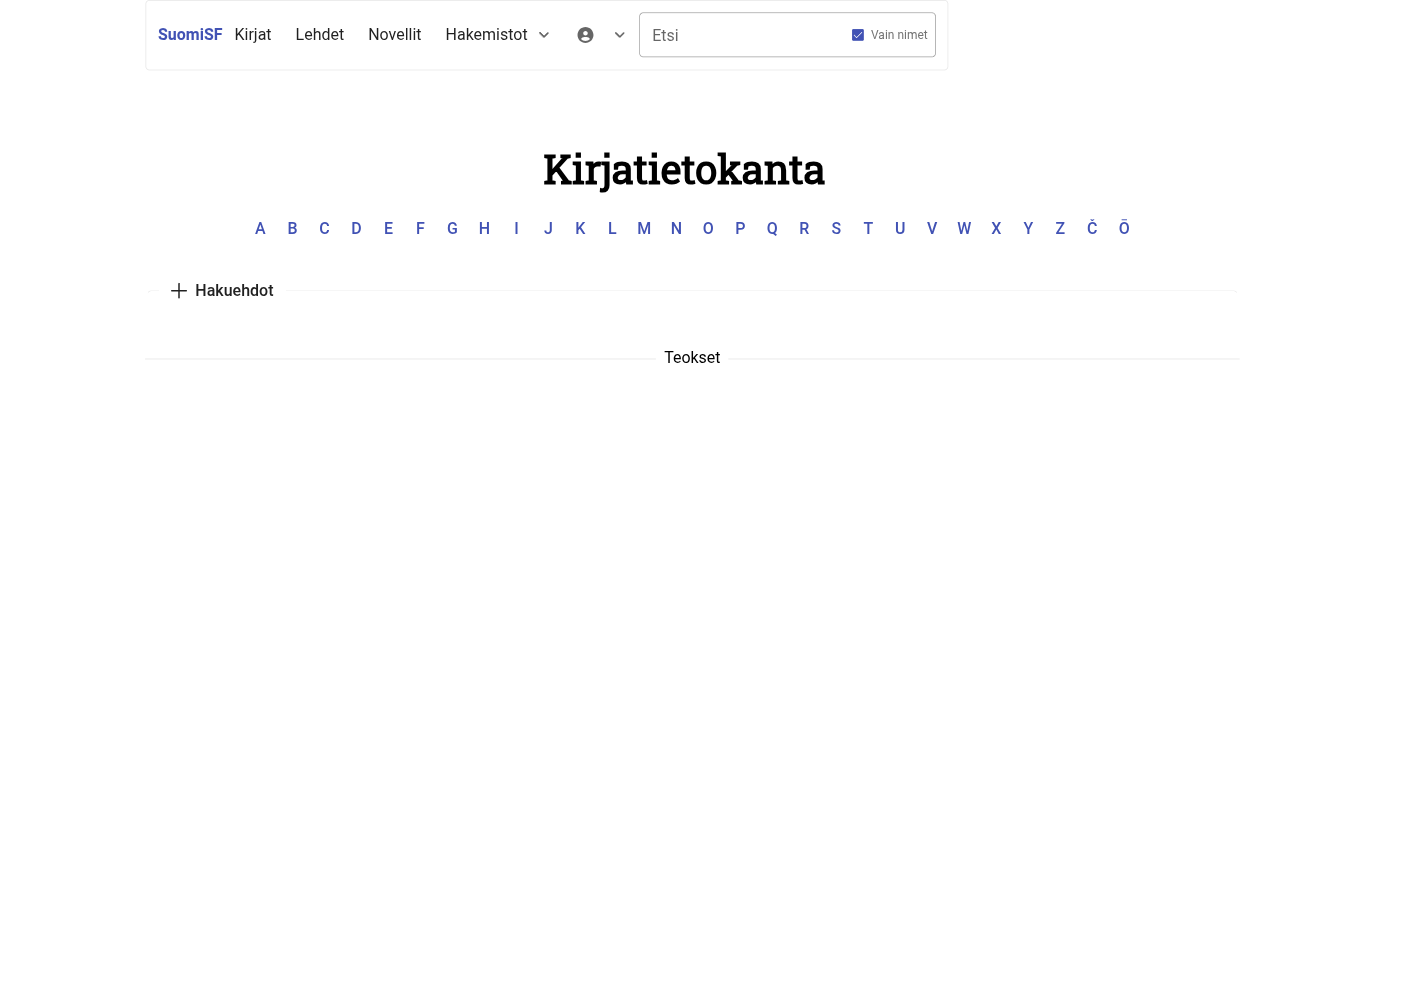 SuomiSF Kirjat Lehdet Novellit Hakemistot Etsi Vain nimet
Kirjatietokanta
A B C D E F G H I J K L M N O P Q R S T U V W X Y Z Č Ō
Hakuehdot
Teokset